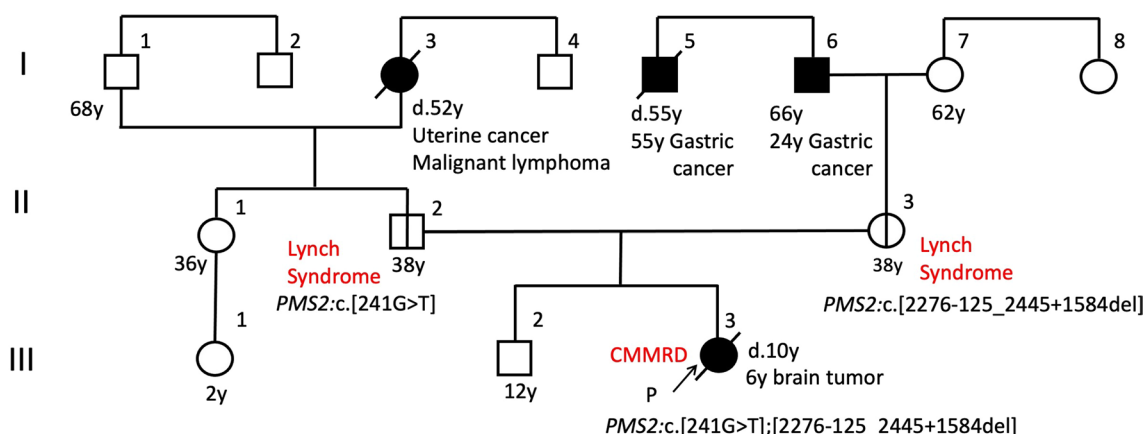 I
1
2
3
4
5
6
7
8
68y
d.52y
Uterine cancer
Malignant lymphoma
d.55y
55y Gastric
cancer
66y
24y Gastric
cancer
62y
II
1
2
3
36y
Lynch
Syndrome
38y
PMS2:c.[241G>T]
38y
Lynch
Syndrome
PMS2:c.[2276-125_2445+1584del]
III
1
2
3
2y
12y
CMMRD
P
d.10y
6y brain tumor
PMS2:c.[241G>T];[2276-125_2445+1584del]